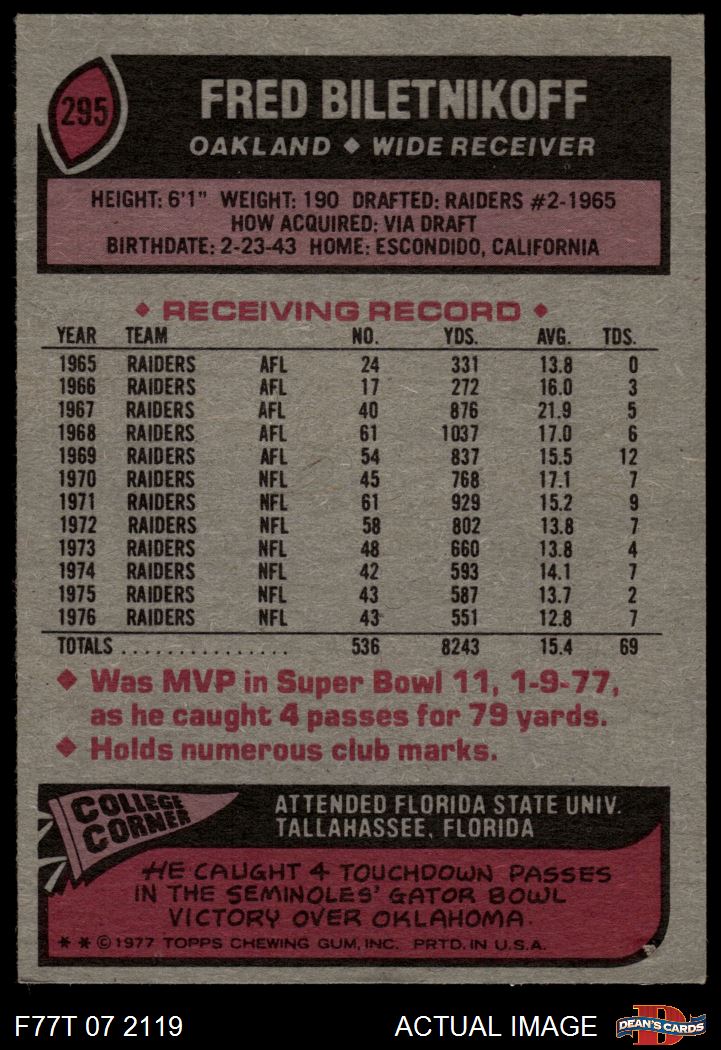 295
FRED BILETNIKOFF
OAKLAND ♦ WIDE RECEIVER
HEIGHT: 6'1" WEIGHT: 190 DRAFTED: RAIDERS #2-1965
HOW ACQUIRED: VIA DRAFT
BIRTHDATE: 2-23-43 HOME: ESCONDIDO, CALIFORNIA
♦ RECEIVING RECORD ♦
YEAR TEAM NO. YDS. AVG. TDS.
1965 RAIDERS AFL 24 331 13.8 0
1966 RAIDERS AFL 17 272 16.0 3
1967 RAIDERS AFL 40 876 21.9 5
1968 RAIDERS AFL 61 1037 17.0 6
1969 RAIDERS AFL 54 837 15.5 12
1970 RAIDERS NFL 45 768 17.1 7
1971 RAIDERS NFL 61 929 15.2 9
1972 RAIDERS NFL 58 802 13.8 7
1973 RAIDERS NFL 48 660 13.8 4
1974 RAIDERS NFL 42 593 14.1 7
1975 RAIDERS NFL 43 587 13.7 2
1976 RAIDERS NFL 43 551 12.8 7
TOTALS ............... 536 8243 15.4 69
♦ Was MVP in Super Bowl 11, 1-9-77,
as he caught 4 passes for 79 yards.
♦ Holds numerous club marks.
COLLEGE
CORNER
ATTENDED FLORIDA STATE UNIV.
TALLAHASSEE, FLORIDA
HE CAUGHT 4 TOUCHDOWN PASSES
IN THE SEMINOLES' GATOR BOWL
VICTORY OVER OKLAHOMA.
* * © 1977 TOPPS CHEWING GUM, INC. PRTD. IN U.S.A.
F77T 07 2119
ACTUAL IMAGE
DEAN'S CARDS